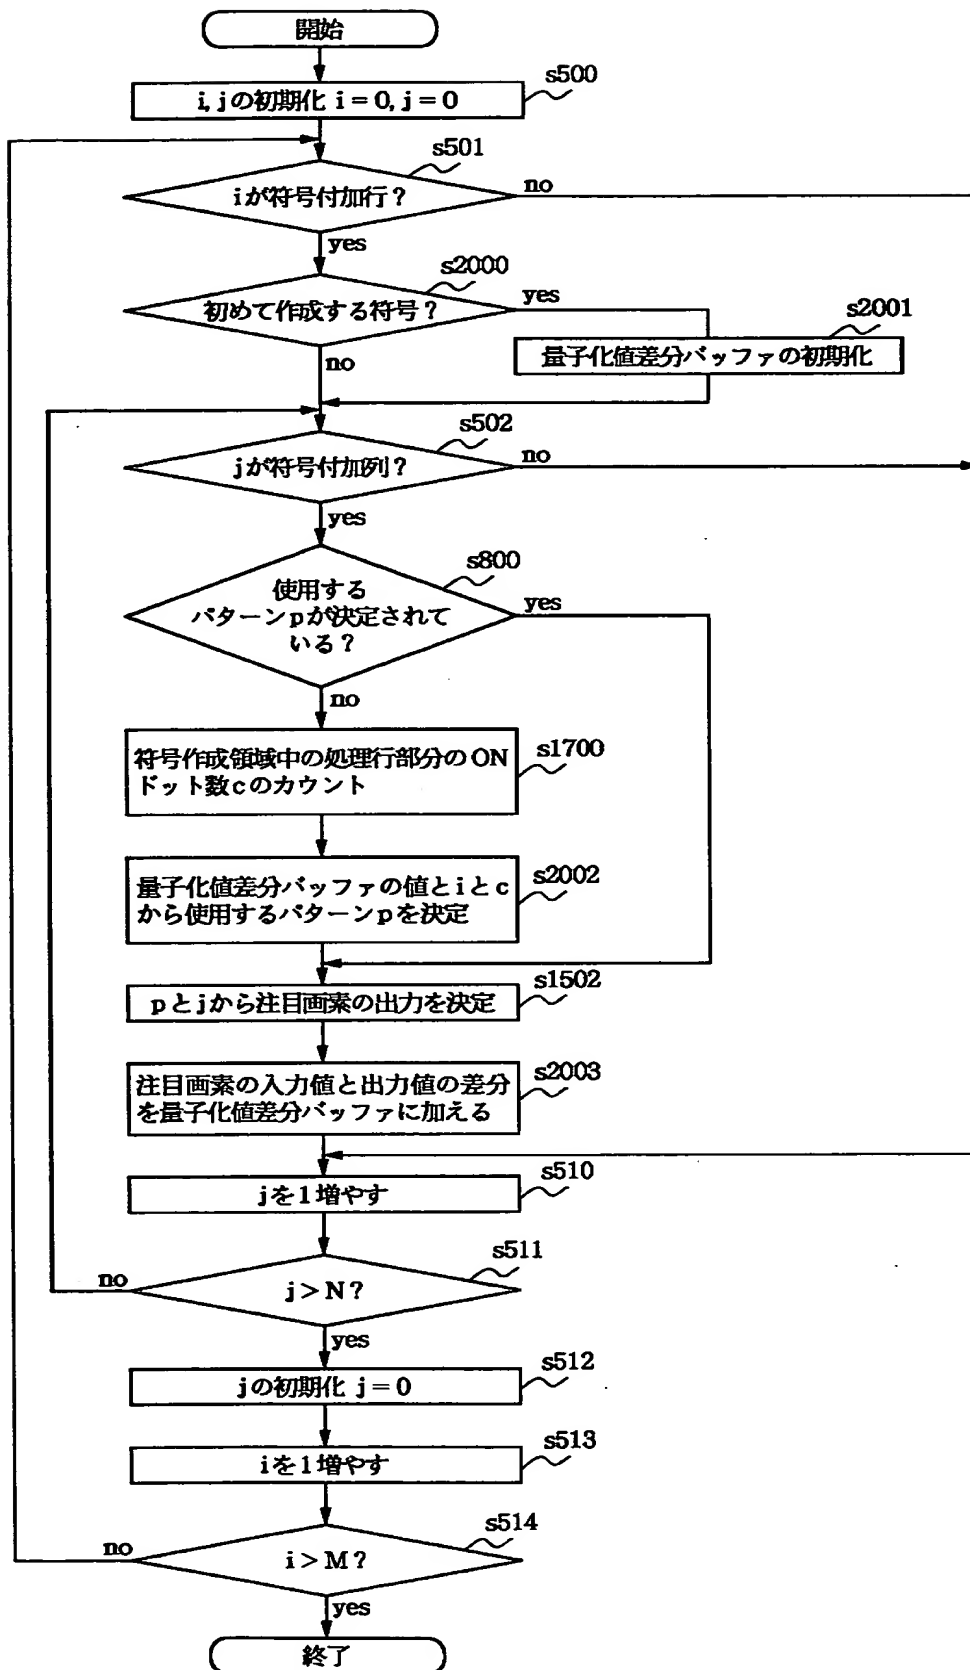 開始
s500
i, jの初期化 i=0, j=0
s501
iが符号付加行?
no
yes
s2000
初めて作成する符号?
yes
s2001
量子化値差分バッファの初期化
no
s502
jが符号付加列?
no
yes
s800
使用する
パターンpが決定されて
いる?
yes
no
s1700
符号作成領域中の処理行部分のON
ドット数cのカウント
s2002
量子化値差分バッファの値とiとc
から使用するパターンpを決定
s1502
pとjから注目画素の出力を決定
s2003
注目画素の入力値と出力値の差分
を量子化値差分バッファに加える
s510
jを1増やす
s511
j>N?
no
yes
s512
jの初期化 j=0
s513
iを1増やす
s514
i>M?
no
yes
終了